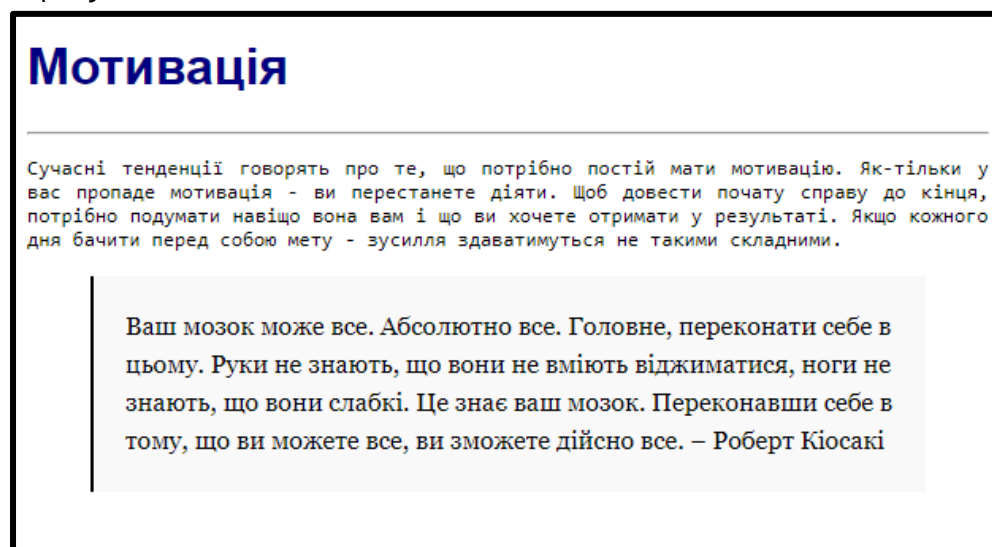 Мотивація
Сучасні тенденції говорять про те, що потрібно постій мати мотивацію. Як-тільки у
вас пропаде мотивація - ви перестанете діяти. Щоб довести почату справу до кінця,
потрібно подумати навіщо вона вам і що ви хочете отримати у результаті. Якщо кожного
дня бачити перед собою мету - зусилля здаватимуться не такими складними.
Ваш мозок може все. Абсолютно все. Головне, переконати себе в
цьому. Руки не знають, що вони не вміють віджиматися, ноги не
знають, що вони слабкі. Це знає ваш мозок. Переконавши себе в
тому, що ви можете все, ви зможете дійсно все. – Роберт Кіосакі